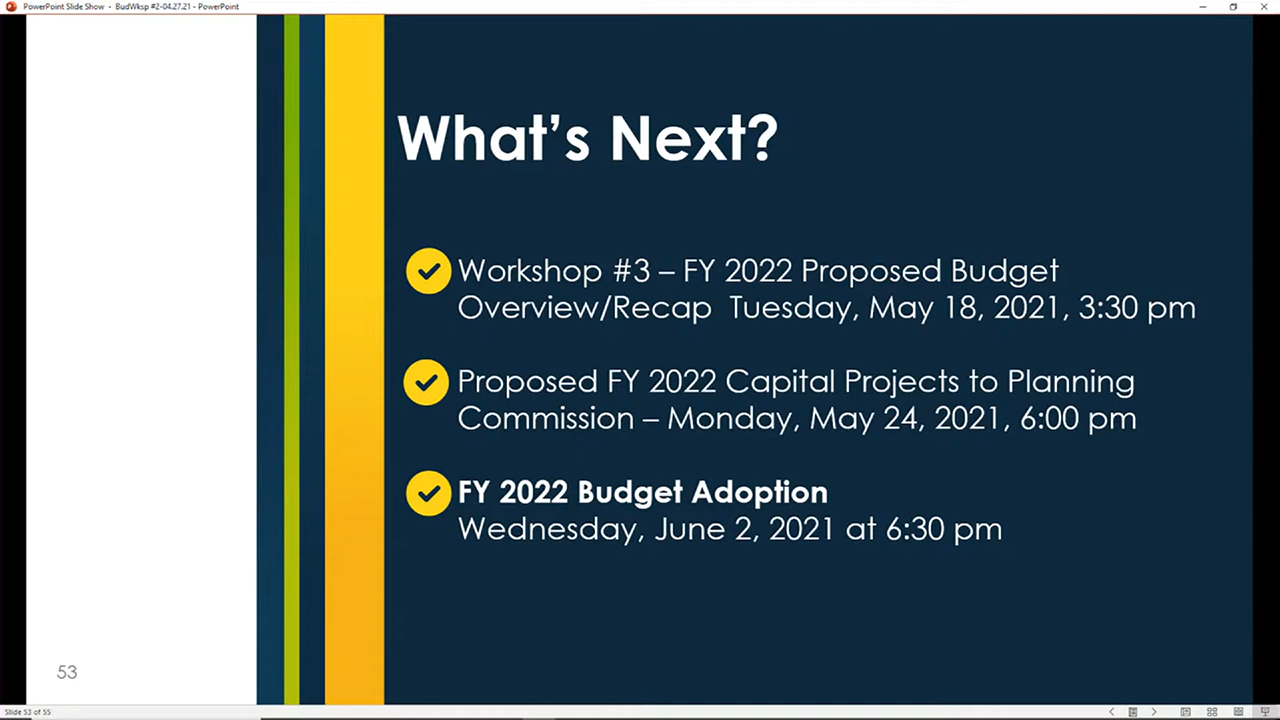 PowerPoint Slide Show - BudWksp #2-04.27.21 - PowerPoint
What's Next?
Workshop #3 – FY 2022 Proposed Budget
Overview/Recap Tuesday, May 18, 2021, 3:30 pm
Proposed FY 2022 Capital Projects to Planning
Commission – Monday, May 24, 2021, 6:00 pm
FY 2022 Budget Adoption
Wednesday, June 2, 2021 at 6:30 pm
53
Slide 53 of 55